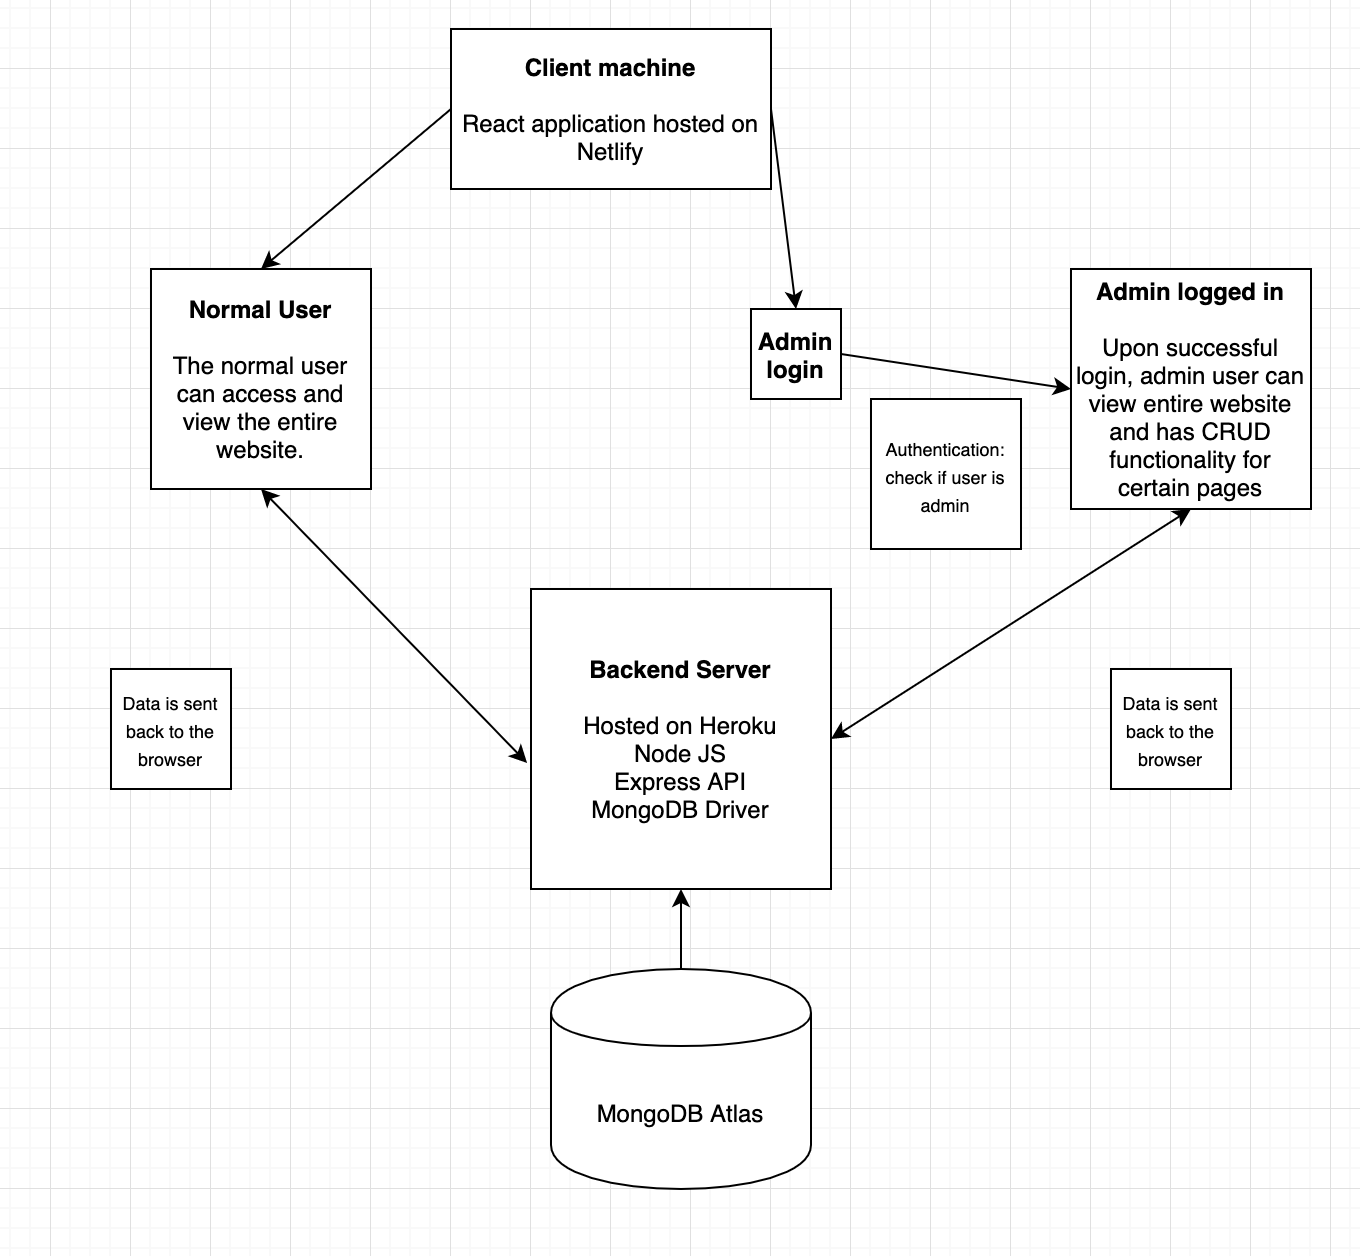 Client machine
React application hosted on
Netlify
Normal User
The normal user
can access and
view the entire
website.
Admin
login
Admin logged in
Upon successful
login, admin user can
view entire website
and has CRUD
functionality for
certain pages
Authentication:
check if user is
admin
Backend Server
Hosted on Heroku
Node JS
Express API
MongoDB Driver
Data is sent
back to the
browser
Data is sent
back to the
browser
MongoDB Atlas